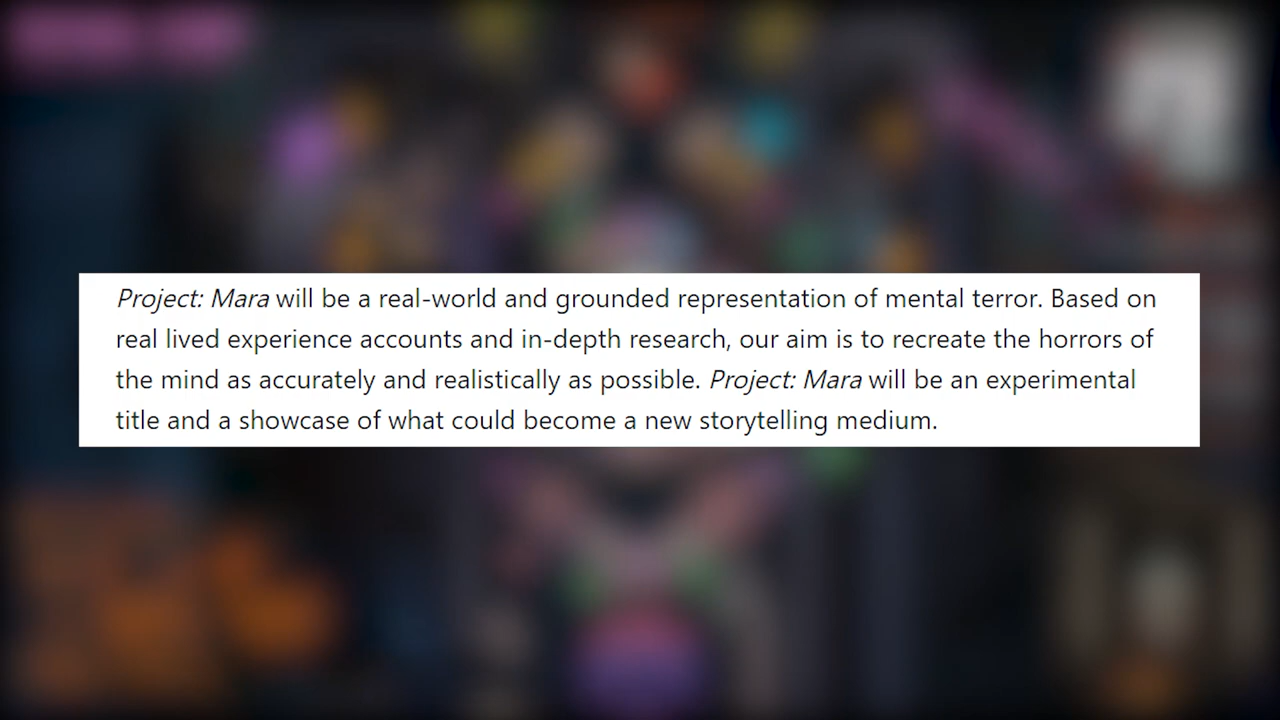 Project: Mara will be a real-world and grounded representation of mental terror. Based on
real lived experience accounts and in-depth research, our aim is to recreate the horrors of
the mind as accurately and realistically as possible. Project: Mara will be an experimental
title and a showcase of what could become a new storytelling medium.